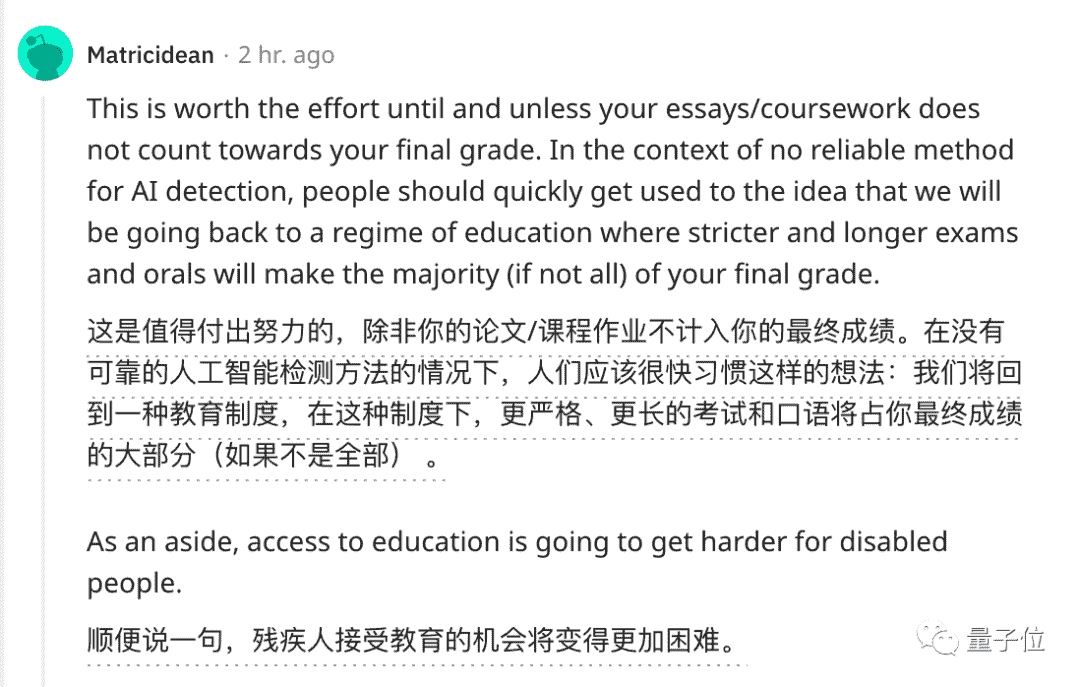 Matricidean · 2 hr. ago
This is worth the effort until and unless your essays/coursework does
not count towards your final grade. In the context of no reliable method
for AI detection, people should quickly get used to the idea that we will
be going back to a regime of education where stricter and longer exams
and orals will make the majority (if not all) of your final grade.
这是值得付出努力的，除非你的论文/课程作业不计入你的最终成绩。在没有
可靠的人工智能检测方法的情况下，人们应该很快习惯这样的想法：我们将回
到一种教育制度，在这种制度下，更严格、更长的考试和口语将占你最终成绩
的大部分（如果不是全部） 。
As an aside, access to education is going to get harder for disabled
people.
顺便说一句，残疾人接受教育的机会将变得更加困难。
量子位